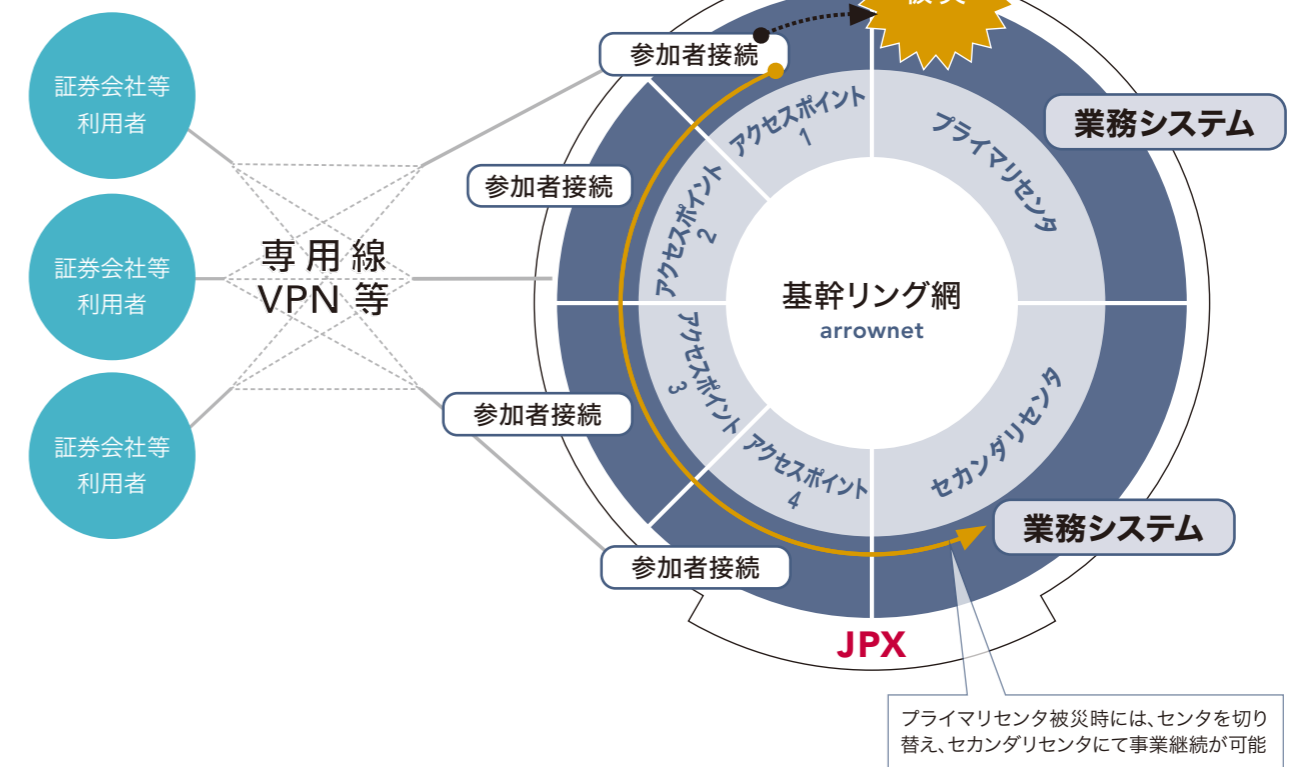 証券会社等
利用者
証券会社等
利用者
証券会社等
利用者
専用線
VPN 等
参加者接続
参加者接続
参加者接続
参加者接続
アクセスポイント
1
アクセスポイント
2
アクセスポイント
3
アクセスポイント
4
プライマリセンタ
セカンダリセンタ
業務システム
業務システム
基幹リング網
arrownet
JPX
プライマリセンタ被災時には、センタを切り
替え、セカンダリセンタにて事業継続が可能